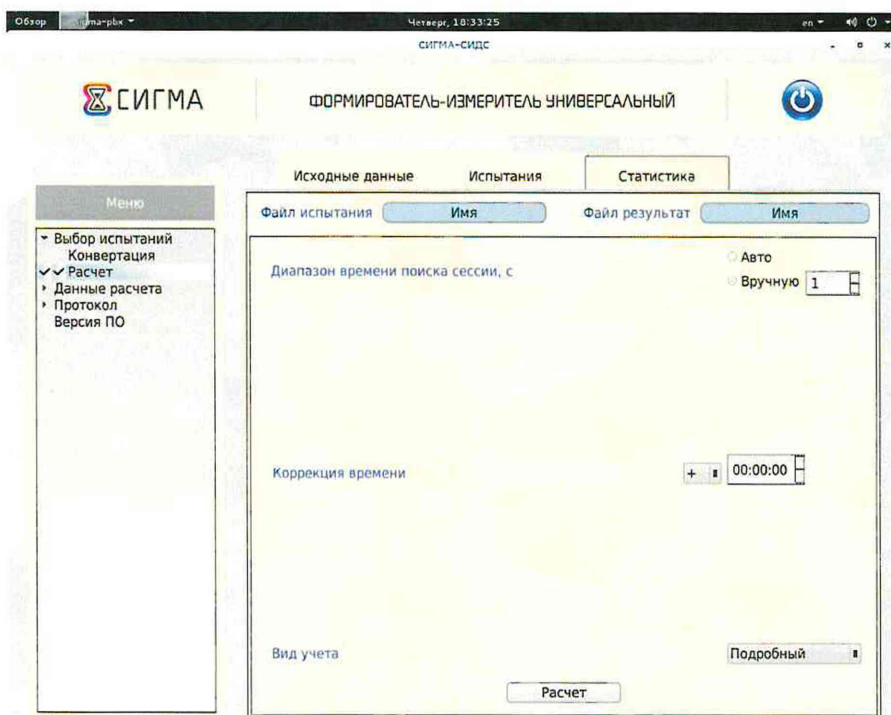 Обзор
Четверг, 18:33:25
en
СИГМА-СИДС
СИГМА
ФОРМИРОВАТЕЛЬ-ИЗМЕРИТЕЛЬ УНИВЕРСАЛЬНЫЙ
Исходные данные Испытания Статистика
Меню
Файл испытания Имя Файл результат Имя
Выбор испытаний
Конвертация
Расчет
Данные расчета
Протокол
Версия ПО
Диапазон времени поиска сессии, с
Авто
Вручную 1
Коррекция времени + 00:00:00
Вид учета Подробный
Расчет